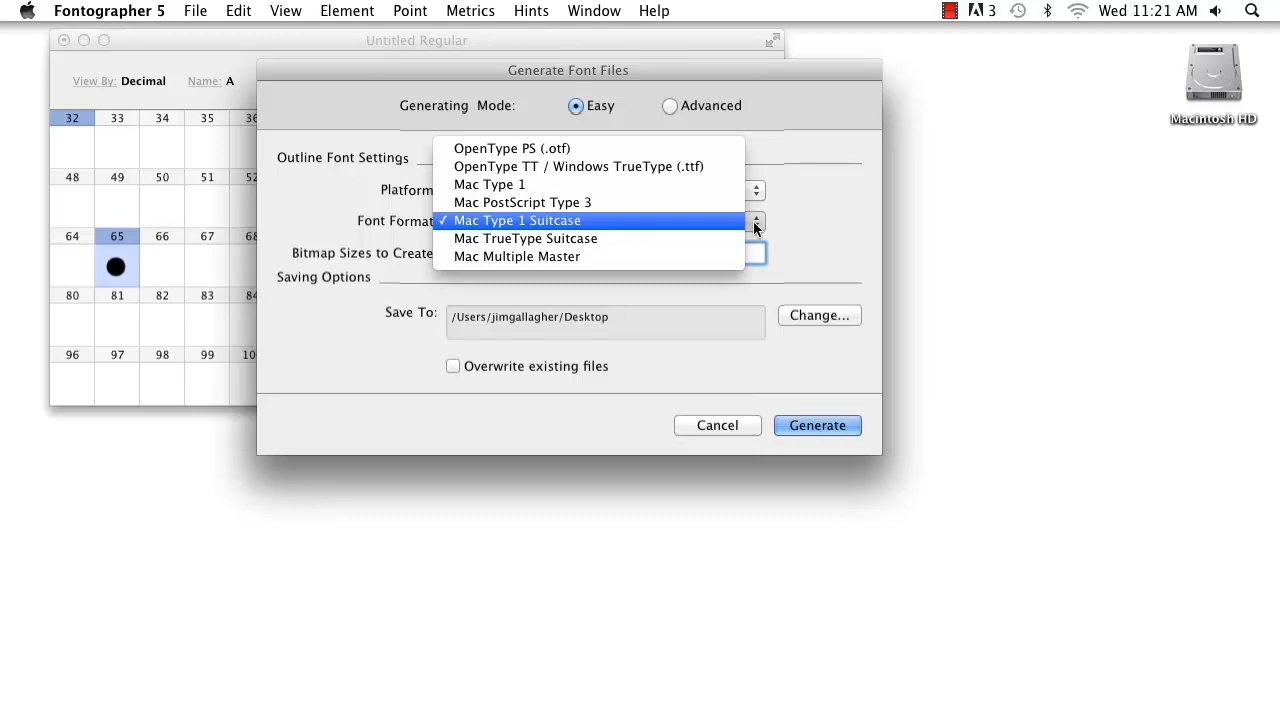 Fontographer 5 File Edit View Element Point Metrics Hints Window Help 3 Wed 11:21 AM
Untitled Regular
Macintosh HD
View By: Decimal Name: A
Generate Font Files
Generating Mode: Easy Advanced
Outline Font Settings
Platform
Font Format
Bitmap Sizes to Create
OpenType PS (.otf)
OpenType TT / Windows TrueType (.ttf)
Mac Type 1
Mac PostScript Type 3
✓ Mac Type 1 Suitcase
Mac TrueType Suitcase
Mac Multiple Master
Saving Options
Save To: /Users/jimgallagher/Desktop Change...
Overwrite existing files
Cancel Generate
32 33 34 35
48 49 50 51
64 65 66 67
80 81 82 83
96 97 98 99